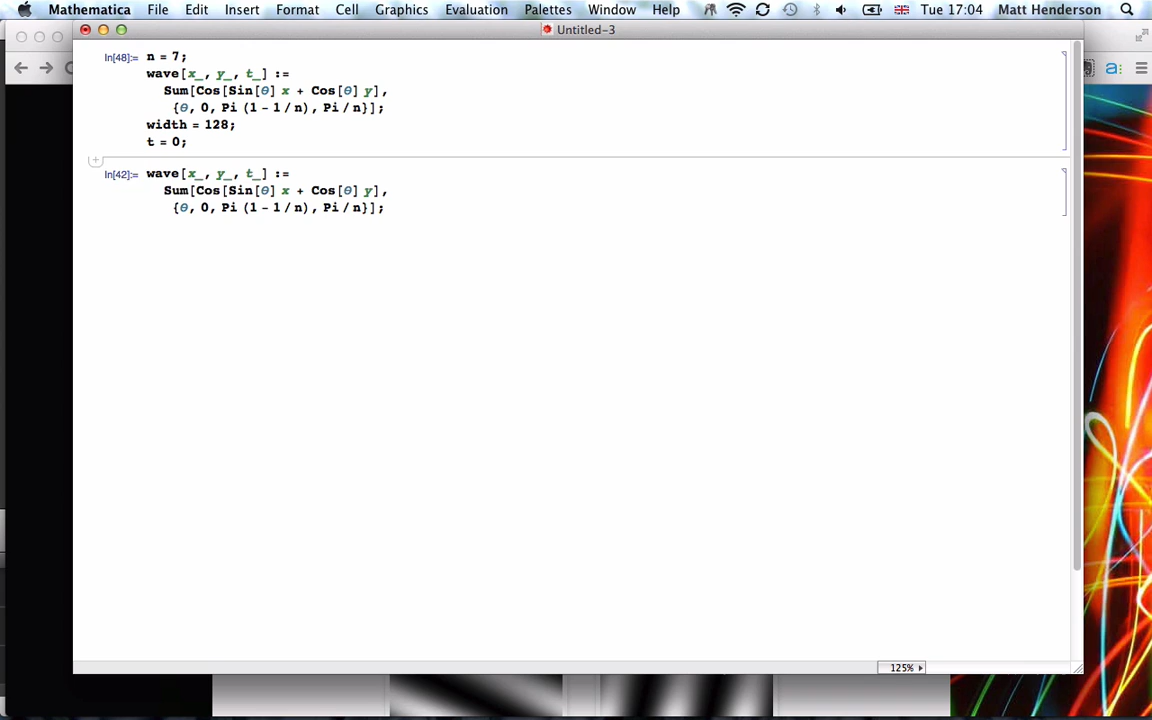 Mathematica File Edit Insert Format Cell Graphics Evaluation Palettes Window Help Tue 17:04 Matt Henderson
Untitled-3
In[48]:= n = 7;
wave[x_, y_, t_] :=
Sum[Cos[Sin[θ] x + Cos[θ] y],
{θ, 0, Pi (1 - 1 / n), Pi / n}];
width = 128;
t = 0;
In[42]:= wave[x_, y_, t_] :=
Sum[Cos[Sin[θ] x + Cos[θ] y],
{θ, 0, Pi (1 - 1 / n), Pi / n}];
125%